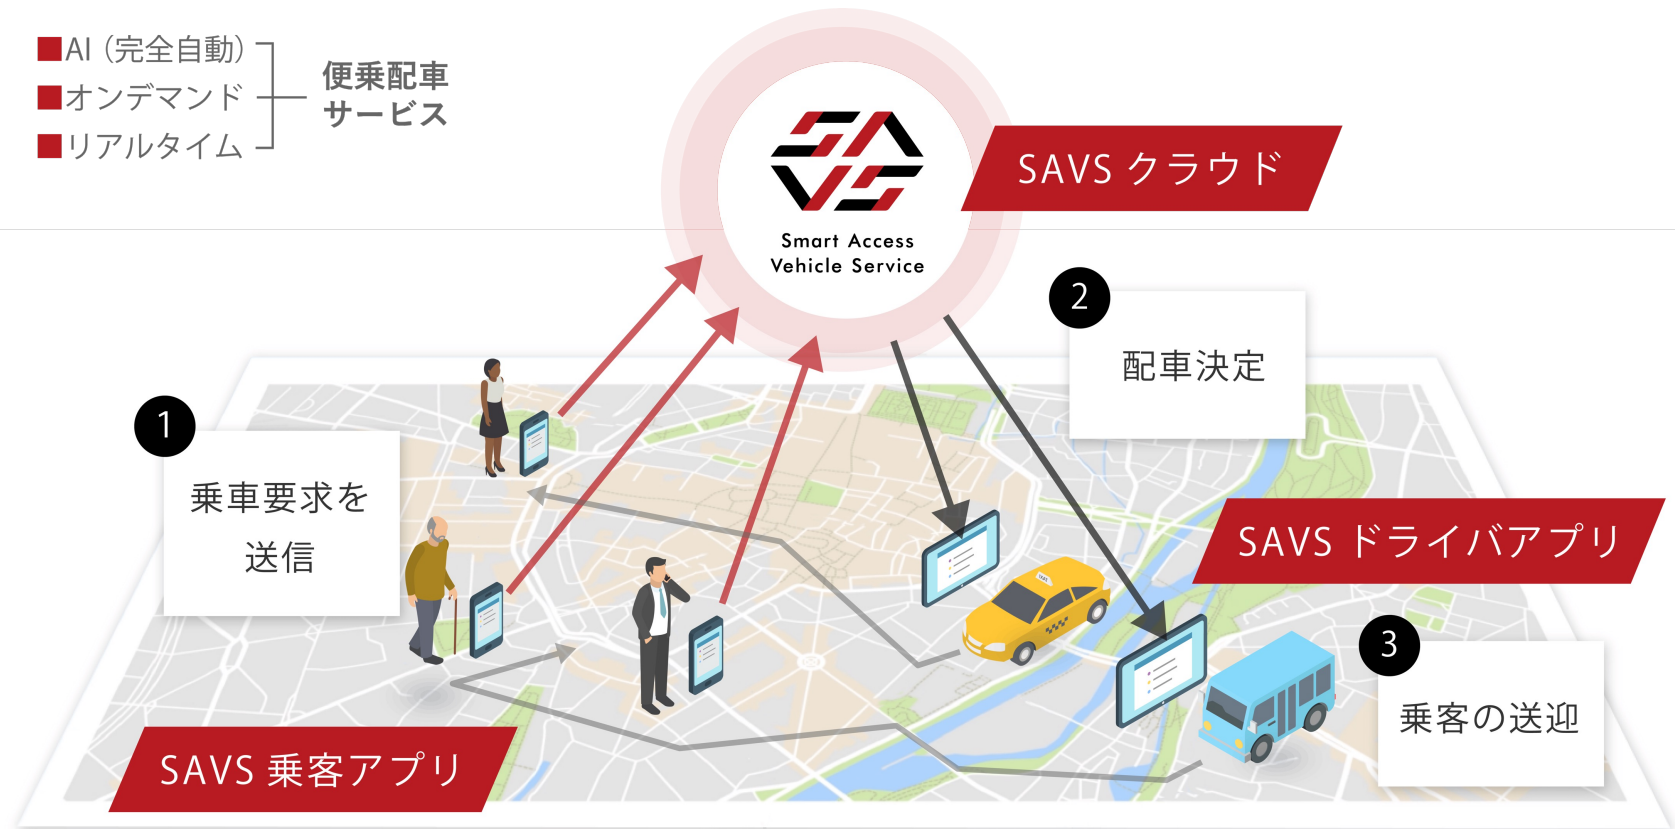 ■AI（完全自動）
■オンデマンド
■リアルタイム
便乗配車
サービス
SAVS
Smart Access
Vehicle Service
SAVS クラウド
1
乗車要求を
送信
2
配車決定
SAVS ドライバアプリ
3
乗客の送迎
SAVS 乗客アプリ